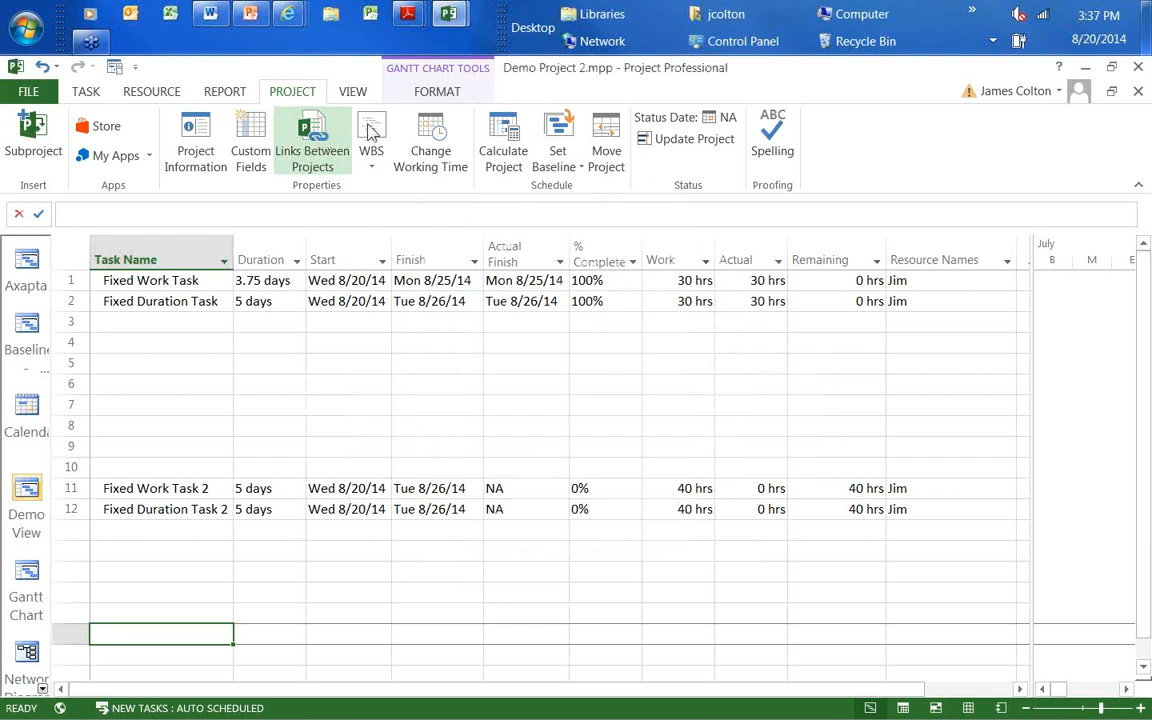 Desktop
Libraries
Network
jcolton
Control Panel
Computer
Recycle Bin
»
3:37 PM
8/20/2014
GANTT CHART TOOLS
Demo Project 2.mpp - Project Professional
FILE
TASK
RESOURCE
REPORT
PROJECT
VIEW
FORMAT
James Colton
Subproject
Store
My Apps
Project Information
Custom Fields
Links Between Projects
WBS
Change Working Time
Calculate Project
Set Baseline
Move Project
Status Date: NA
Update Project
ABC
Spelling
Insert
Apps
Properties
Schedule
Status
Proofing
Task Name Duration Start Finish Actual Finish % Complete Work Actual Remaining Resource Names
July
B M E
1 Fixed Work Task 3.75 days Wed 8/20/14 Mon 8/25/14 Mon 8/25/14 100% 30 hrs 30 hrs 0 hrs Jim
2 Fixed Duration Task 5 days Wed 8/20/14 Tue 8/26/14 Tue 8/26/14 100% 30 hrs 30 hrs 0 hrs Jim
3
4
5
6
7
8
9
10
11 Fixed Work Task 2 5 days Wed 8/20/14 Tue 8/26/14 NA 0% 40 hrs 0 hrs 40 hrs Jim
12 Fixed Duration Task 2 5 days Wed 8/20/14 Tue 8/26/14 NA 0% 40 hrs 0 hrs 40 hrs Jim
Axapta
Baseline
- ...
Calenda
Demo View
Gantt Chart
Networ
READY
NEW TASKS : AUTO SCHEDULED